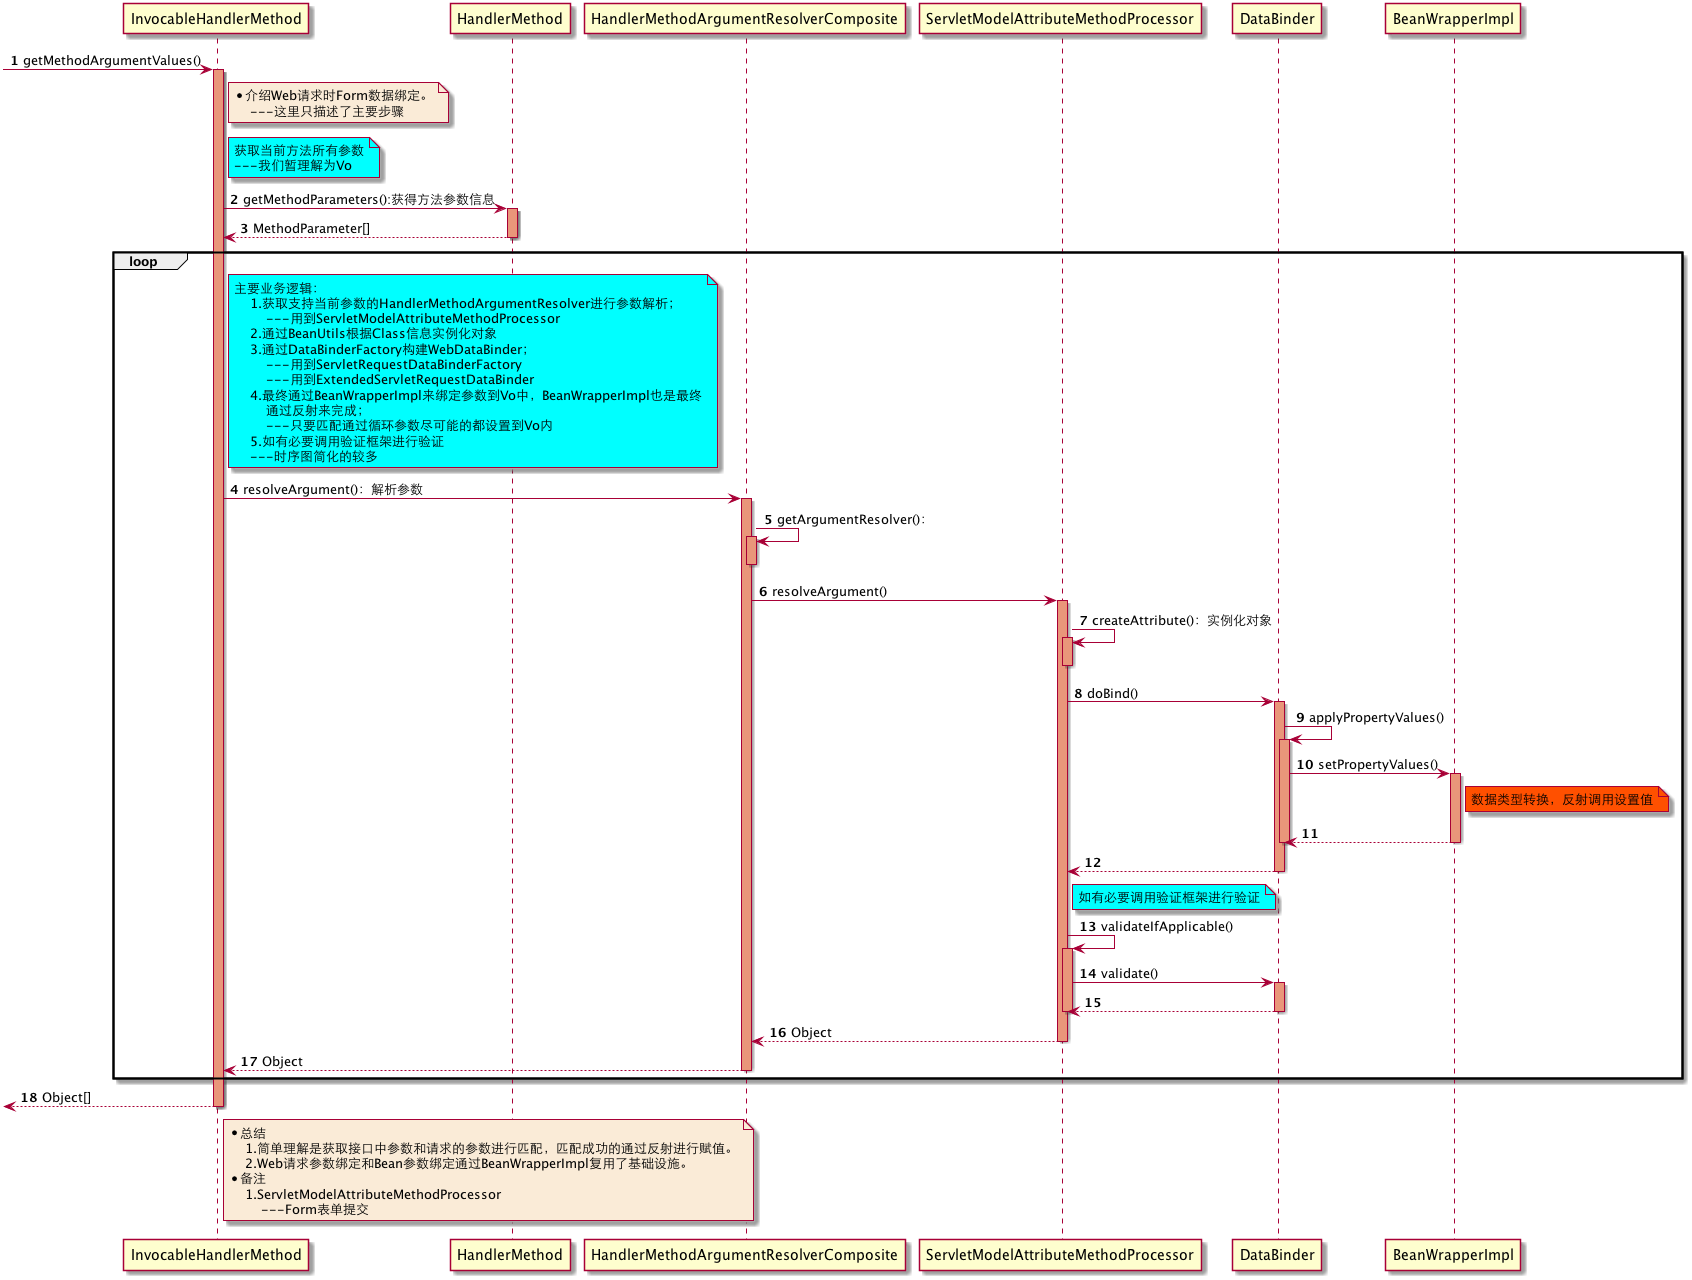 InvocableHandlerMethod
HandlerMethod
HandlerMethodArgumentResolverComposite
ServletModelAttributeMethodProcessor
DataBinder
BeanWrapperImpl
1 getMethodArgumentValues()
•介绍Web请求时Form数据绑定。
---这里只描述了主要步骤
获取当前方法所有参数
---我们暂理解为Vo
2 getMethodParameters():获得方法参数信息
3 MethodParameter[]
loop
主要业务逻辑：
1.获取支持当前参数的HandlerMethodArgumentResolver进行参数解析；
---用到ServletModelAttributeMethodProcessor
2.通过BeanUtils根据Class信息实例化对象
3.通过DataBinderFactory构建WebDataBinder；
---用到ServletRequestDataBinderFactory
---用到ExtendedServletRequestDataBinder
4.最终通过BeanWrapperImpl来绑定参数到Vo中，BeanWrapperImpl也是最终
通过反射来完成；
---只要匹配通过循环参数尽可能的都设置到Vo内
5.如有必要调用验证框架进行验证
---时序图简化的较多
4 resolveArgument()：解析参数
5 getArgumentResolver()：
6 resolveArgument()
7 createAttribute()：实例化对象
8 doBind()
9 applyPropertyValues()
10 setPropertyValues()
数据类型转换，反射调用设置值
11
12
如有必要调用验证框架进行验证
13 validateIfApplicable()
14 validate()
15
16 Object
17 Object
18 Object[]
•总结
1.简单理解是获取接口中参数和请求的参数进行匹配，匹配成功的通过反射进行赋值。
2.Web请求参数绑定和Bean参数绑定通过BeanWrapperImpl复用了基础设施。
•备注
1.ServletModelAttributeMethodProcessor
---Form表单提交
InvocableHandlerMethod
HandlerMethod
HandlerMethodArgumentResolverComposite
ServletModelAttributeMethodProcessor
DataBinder
BeanWrapperImpl